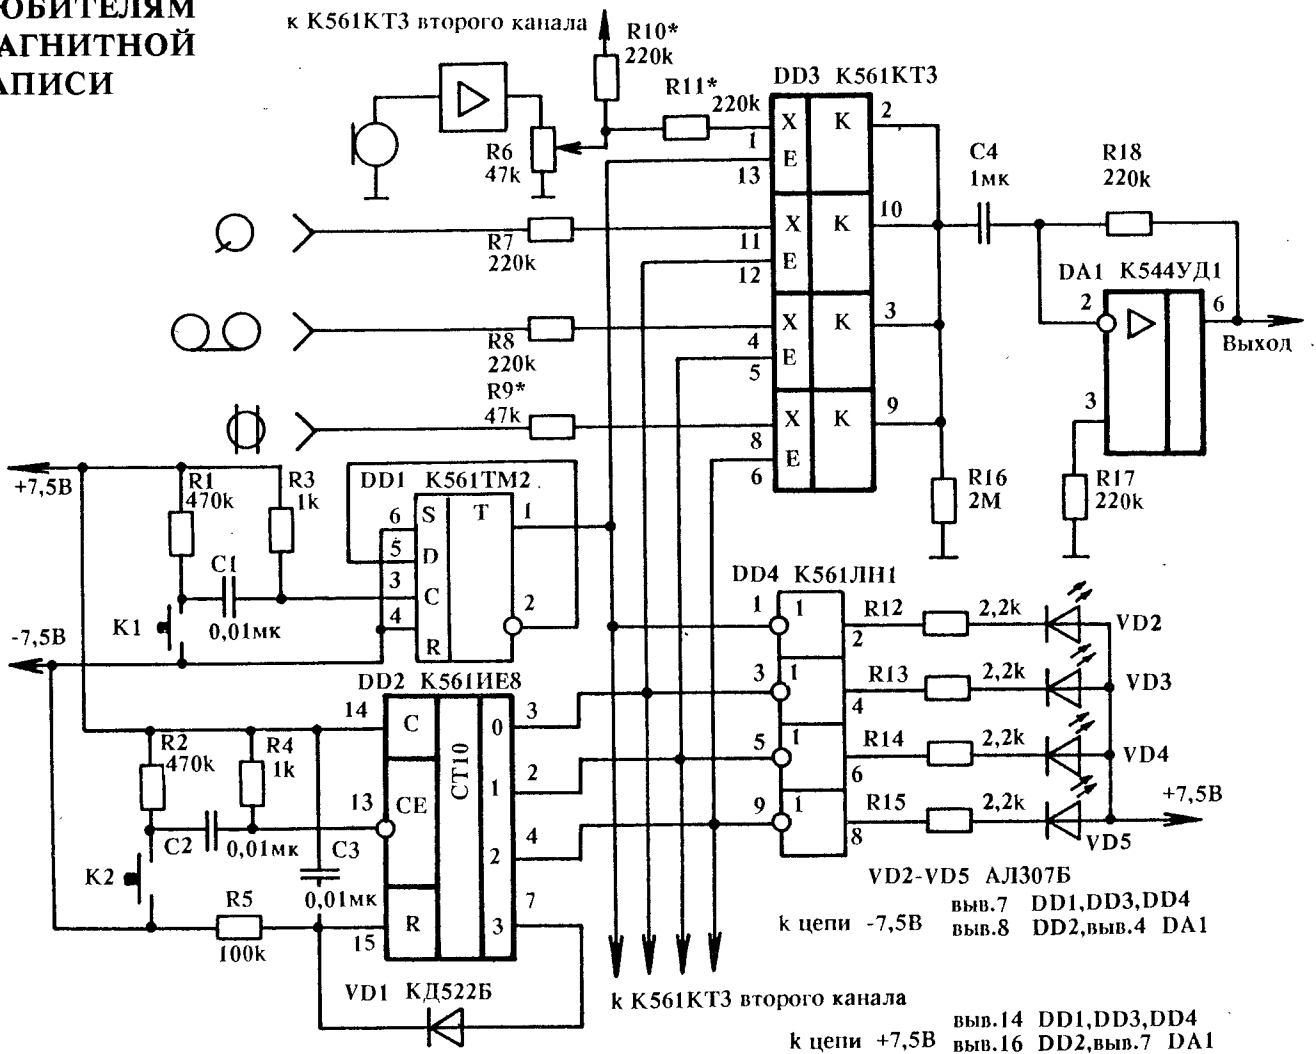 ЮБИТЕЛЯМ
АГНИТНОЙ
АПИСИ
к К561КТ3 второго канала
R10*
220k
R11*
220k
DD3 К561КТ3
X K 2
1
E
13
R6
47k
C4
1мк
R18
220k
R7
220k
X K 10
11
12 E
DA1 К544УД1
2
6
Выход
3
R8
220k
X K 3
4
E
5
R9*
47k
X K 9
8
E
6
R16
2М
R17
220k
+7,5В
R1
470k
R3
1k
DD1 К561ТМ2
6 S T 1
5 D
3 C
4 R
2
C1
0,01мк
К1
-7,5В
DD4 К561ЛН1
1 1 2 R12 2,2k VD2
3 1 4 R13 2,2k VD3
5 1 6 R14 2,2k VD4
9 1 8 R15 2,2k VD5
+7,5В
DD2 К561ИЕ8
14 C
13 CE
15 R
CT10
0 3
1 2
2 4
3 7
R2
470k
R4
1k
C2 0,01мк
C3
0,01мк
К2
R5
100k
VD1 КД522Б
VD2-VD5 АЛ307Б
k цепи -7,5В
выв.7 DD1,DD3,DD4
выв.8 DD2,выв.4 DA1
k К561КТ3 второго канала
k цепи +7,5В
выв.14 DD1,DD3,DD4
выв.16 DD2,выв.7 DA1